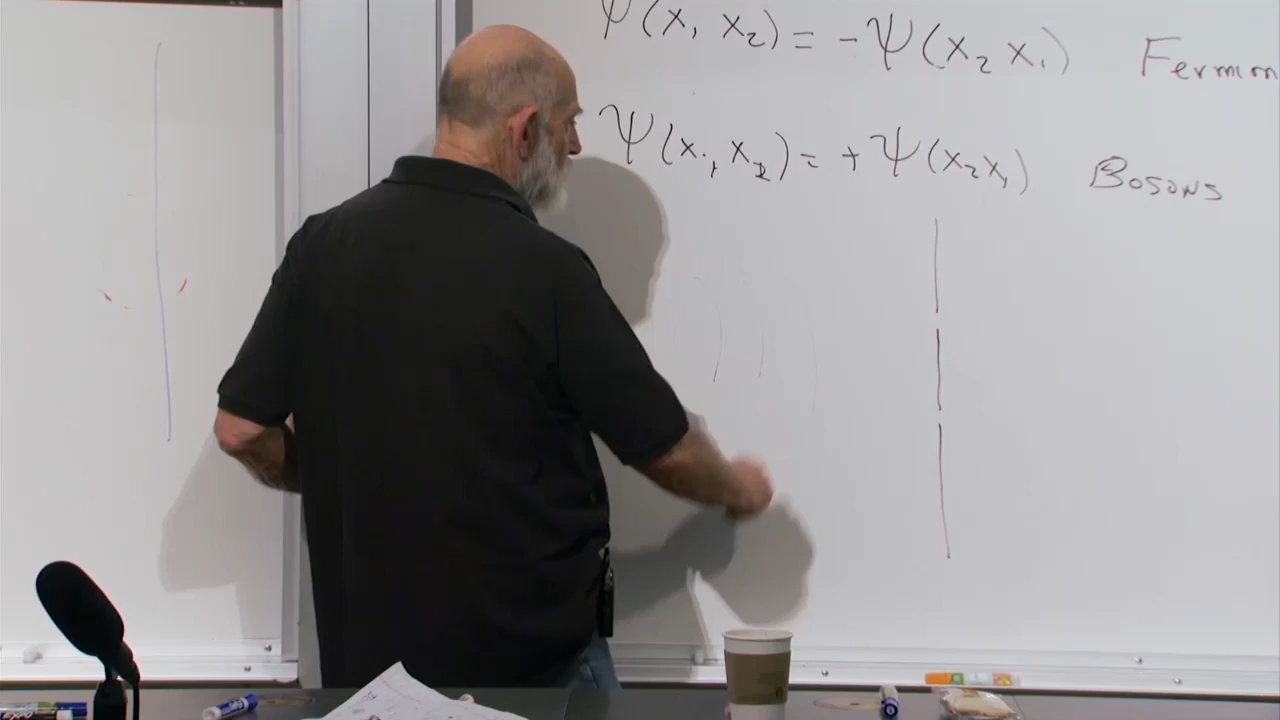 Ψ(x, x₂) = -Ψ(x₂ x₁) Fermion
Ψ(x₁, x₂) = + Ψ(x₂x₁) Bosons